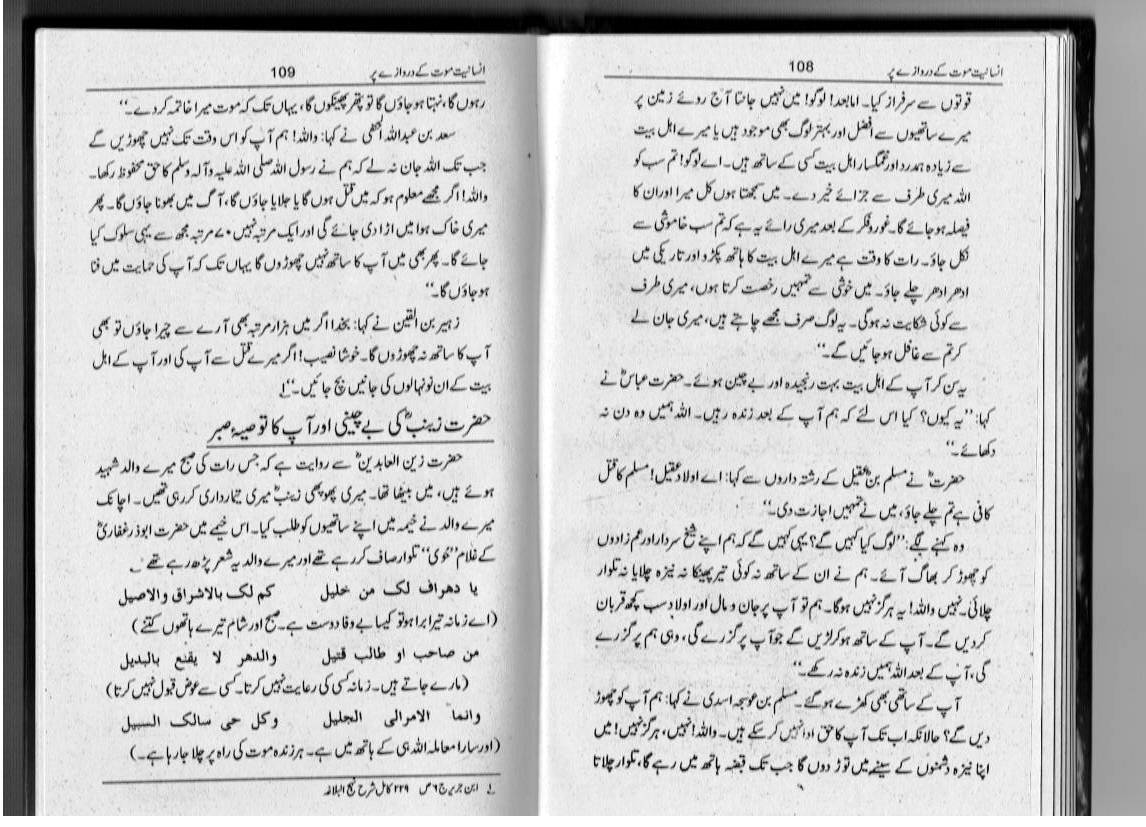 انسانیت موت کے دروازے پر 108
قوتوں سے سرفراز کیا۔ امابعد! لوگو! میں نہیں جانتا آج روئے زمین پر
میرے ساتھیوں سے افضل اور بہتر لوگ بھی موجود ہیں یا میرے اہل بیت
سے زیادہ ہمدرد اور غمگسار اہل بیت کسی کے ساتھ ہیں۔ اے لوگو! تم سب کو
اللہ میری طرف سے جزائے خیر دے۔ میں سمجھتا ہوں کل میرا اور ان کا
فیصلہ ہو جائے گا۔ غور و فکر کے بعد میری رائے یہ ہے کہ تم سب خاموشی سے
نکل جاؤ۔ رات کا وقت ہے میرے اہل بیت کا ہاتھ پکڑو اور تاریکی میں
ادھر ادھر چلے جاؤ۔ میں خوشی سے تمہیں رخصت کرتا ہوں، میری طرف
سے کوئی شکایت نہ ہوگی۔ یہ لوگ صرف مجھے چاہتے ہیں، میری جان لے
کر تم سے غافل ہو جائیں گے۔‘‘
یہ سن کر آپ کے اہل بیت بہت رنجیدہ اور بے چین ہوئے۔ حضرت عباسؓ نے
کہا: ’’یہ کیوں؟ کیا اس لئے کہ ہم آپ کے بعد زندہ رہیں۔ اللہ ہمیں وہ دن نہ
دکھائے۔‘‘
حضرتؓ نے مسلم بن عقیل کے رشتہ داروں سے کہا: اے اولاد عقیل! مسلم کا قتل
کافی ہے تم چلے جاؤ، میں نے تمہیں اجازت دی۔‘‘
وہ کہنے لگے: ’’لوگ کیا کہیں گے؟ یہی کہیں گے کہ ہم اپنے شیخ سردار اور عم زادوں
کو چھوڑ کر بھاگ آئے۔ ہم نے ان کے ساتھ نہ کوئی تیر پھینکا نہ نیزہ چلایا نہ تلوار
چلائی۔ نہیں واللہ! یہ ہرگز نہیں ہوگا۔ ہم تو آپ پر جان و مال اور اولاد سب کچھ قربان
کردیں گے۔ آپ کے ساتھ ہو کر لڑیں گے جو آپ پر گزرے گی، وہی ہم پر گزرے
گی، آپ کے بعد اللہ ہمیں زندہ نہ رکھے۔‘‘
آپ کے ساتھی بھی کھڑے ہو گئے۔ مسلم بن عوسجہ اسدی نے کہا: ہم آپ کو چھوڑ
دیں گے؟ حالانکہ اب تک آپ کا حق ادا نہیں کر سکے ہیں۔ واللہ! نہیں، ہرگز نہیں! میں
اپنا نیزہ دشمنوں کے سینے میں توڑ دوں گا جب تک قبضہ ہاتھ میں رہے گا، تلوار چلاتا
انسانیت موت کے دروازے پر 109
رہوں گا، نہتا ہو جاؤں گا تو پتھر پھینکوں گا، یہاں تک کہ موت میرا خاتمہ کردے۔‘‘
سعد بن عبداللہ الحنفی نے کہا: واللہ! ہم آپ کو اس وقت تک نہیں چھوڑیں گے
جب تک اللہ جان نہ لے کہ ہم نے رسول اللہ صلی اللہ علیہ وآلہ وسلم کا حق محفوظ رکھا۔
واللہ! اگر مجھے معلوم ہو کہ میں قتل ہوں گا یا جلایا جاؤں گا، آگ میں بھونا جاؤں گا۔ پھر
میری خاک ہوا میں اڑا دی جائے گی اور ایک مرتبہ نہیں ۷۰ مرتبہ مجھ سے یہی سلوک کیا
جائے گا۔ پھر بھی میں آپ کا ساتھ نہیں چھوڑوں گا یہاں تک کہ آپ کی حمایت میں فنا
ہو جاؤں گا۔‘‘
زہیر بن القین نے کہا: بخدا اگر میں ہزار مرتبہ بھی آرے سے چیرا جاؤں تو بھی
آپ کا ساتھ نہ چھوڑوں گا۔ خوشا نصیب! اگر میرے قتل سے آپ کی اور آپ کے اہل
بیت کے ان نونہالوں کی جانیں بچ جائیں۔‘‘ ۱
حضرت زینبؓ کی بے چینی اور آپ کا توصیۂ صبر
حضرت زین العابدینؓ سے روایت ہے کہ جس رات کی صبح میرے والد شہید
ہوئے ہیں، میں بیٹھا تھا۔ میری پھوپھی زینبؓ میری تیمارداری کررہی تھیں۔ اچانک
میرے والد نے خیمہ میں اپنے ساتھیوں کو طلب کیا۔ اس خیمے میں حضرت ابوذر غفاریؓ
کے غلام ’’حوی‘‘ تلوار صاف کر رہے تھے اور میرے والد یہ شعر پڑھ رہے تھے
یا دهراف لک من خلیل کم لک بالاشراق والاصیل
(اے زمانہ تیرا برا ہو تو کیسا بے وفا دوست ہے۔ صبح اور شام تیرے ہاتھوں کتنے)
من صاحب او طالب قتیل والدهر لا یقنع بالبدیل
(مارے جاتے ہیں۔ زمانہ کسی کی رعایت نہیں کرتا۔ کسی سے عوض قبول نہیں کرتا)
وانما الامرالی الجلیل وکل حی سالک السبیل
(اور سارا معاملہ اللہ ہی کے ہاتھ میں ہے۔ ہر زندہ موت کی راہ پر چلا جا رہا ہے۔)
۱ ابن جریر ج ۶ ص ۲۳۹ کامل شرح نہج البلاغہ